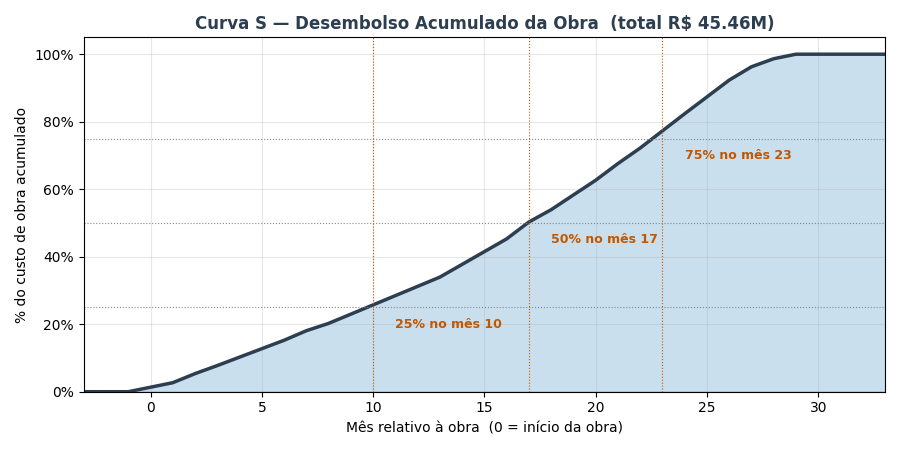 Curva S — Desembolso Acumulado da Obra (total R$ 45.46M)
% do custo de obra acumulado
100%
80%
60%
40%
20%
0%
75% no mês 23
50% no mês 17
25% no mês 10
0 5 10 15 20 25 30
Mês relativo à obra (0 = início da obra)